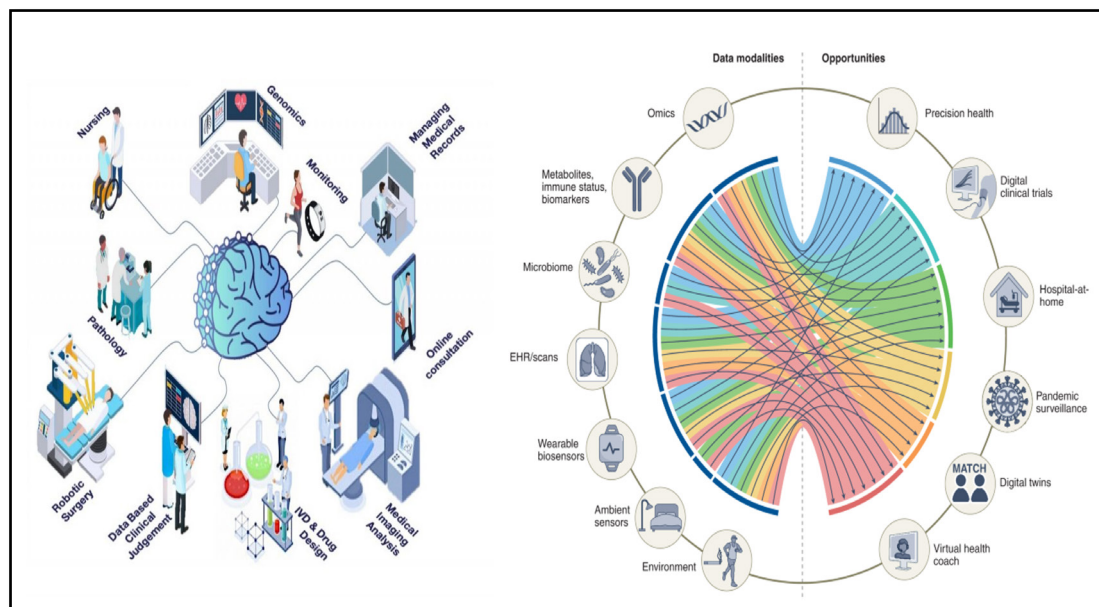 Nursing
Genomics
Managing
Medical
Records
Monitoring
Pathology
Online
consultation
Robotic
Surgery
Data Based
Clinical
Judgement
IVD & Drug
Design
Medical
Imaging
Analysis
Data modalities
Opportunities
Omics
Precision health
Metabolites,
immune status,
biomarkers
Digital
clinical trials
Microbiome
Hospital-at-
home
EHR/scans
Pandemic
surveillance
Wearable
biosensors
MATCH
Digital twins
Ambient
sensors
Virtual health
coach
Environment